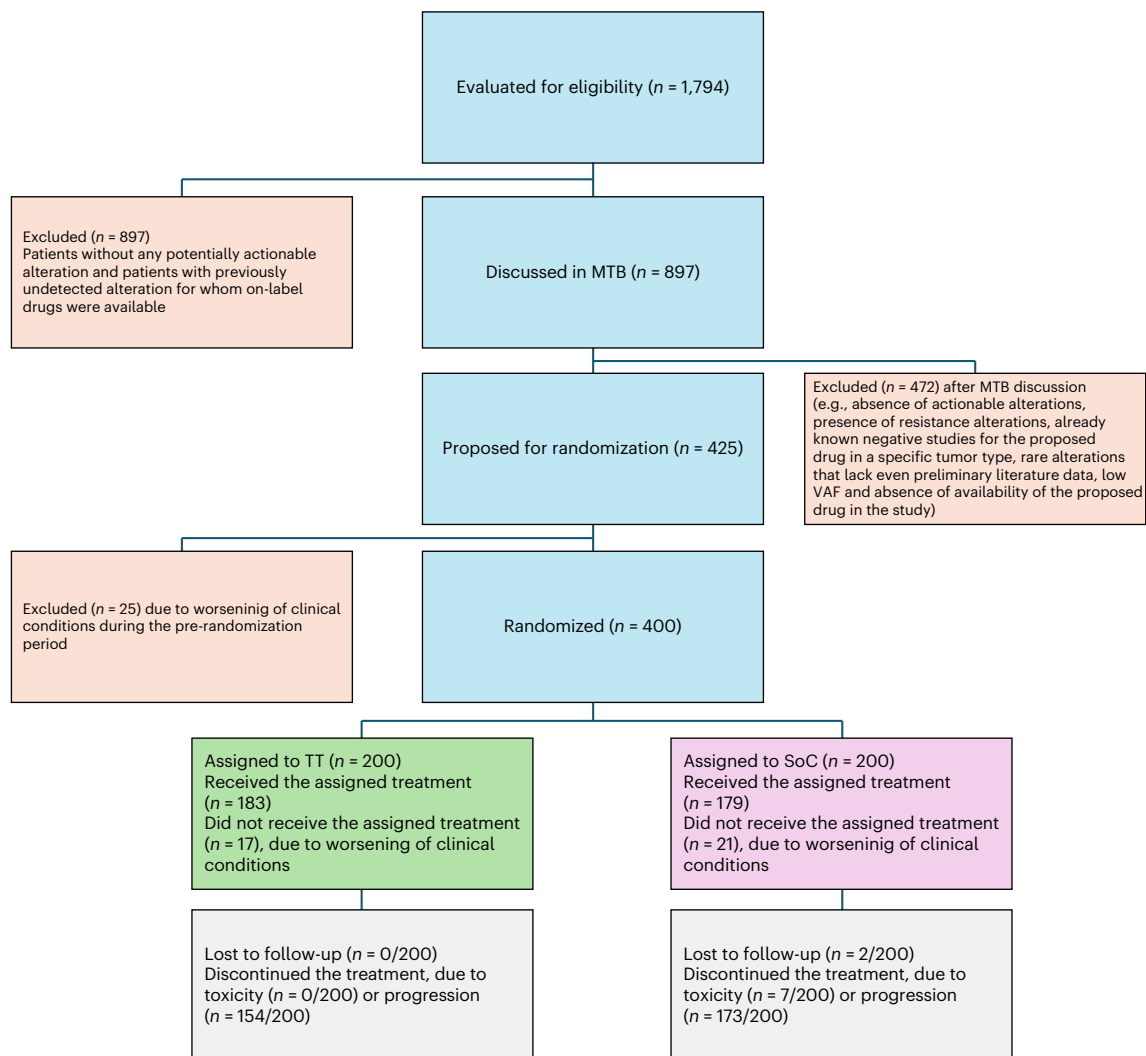 Evaluated for eligibility (n = 1,794)
Excluded (n = 897)
Patients without any potentially actionable
alteration and patients with previously
undetected alteration for whom on-label
drugs were available
Discussed in MTB (n = 897)
Proposed for randomization (n = 425)
Excluded (n = 472) after MTB discussion
(e.g., absence of actionable alterations,
presence of resistance alterations, already
known negative studies for the proposed
drug in a specific tumor type, rare alterations
that lack even preliminary literature data, low
VAF and absence of availability of the proposed
drug in the study)
Excluded (n = 25) due to worseninig of clinical
conditions during the pre-randomization
period
Randomized (n = 400)
Assigned to TT (n = 200)
Received the assigned treatment
(n = 183)
Did not receive the assigned treatment
(n = 17), due to worsening of clinical
conditions
Assigned to SoC (n = 200)
Received the assigned treatment
(n = 179)
Did not receive the assigned treatment
(n = 21), due to worseninig of clinical
conditions
Lost to follow-up (n = 0/200)
Discontinued the treatment, due to
toxicity (n = 0/200) or progression
(n = 154/200)
Lost to follow-up (n = 2/200)
Discontinued the treatment, due to
toxicity (n = 7/200) or progression
(n = 173/200)